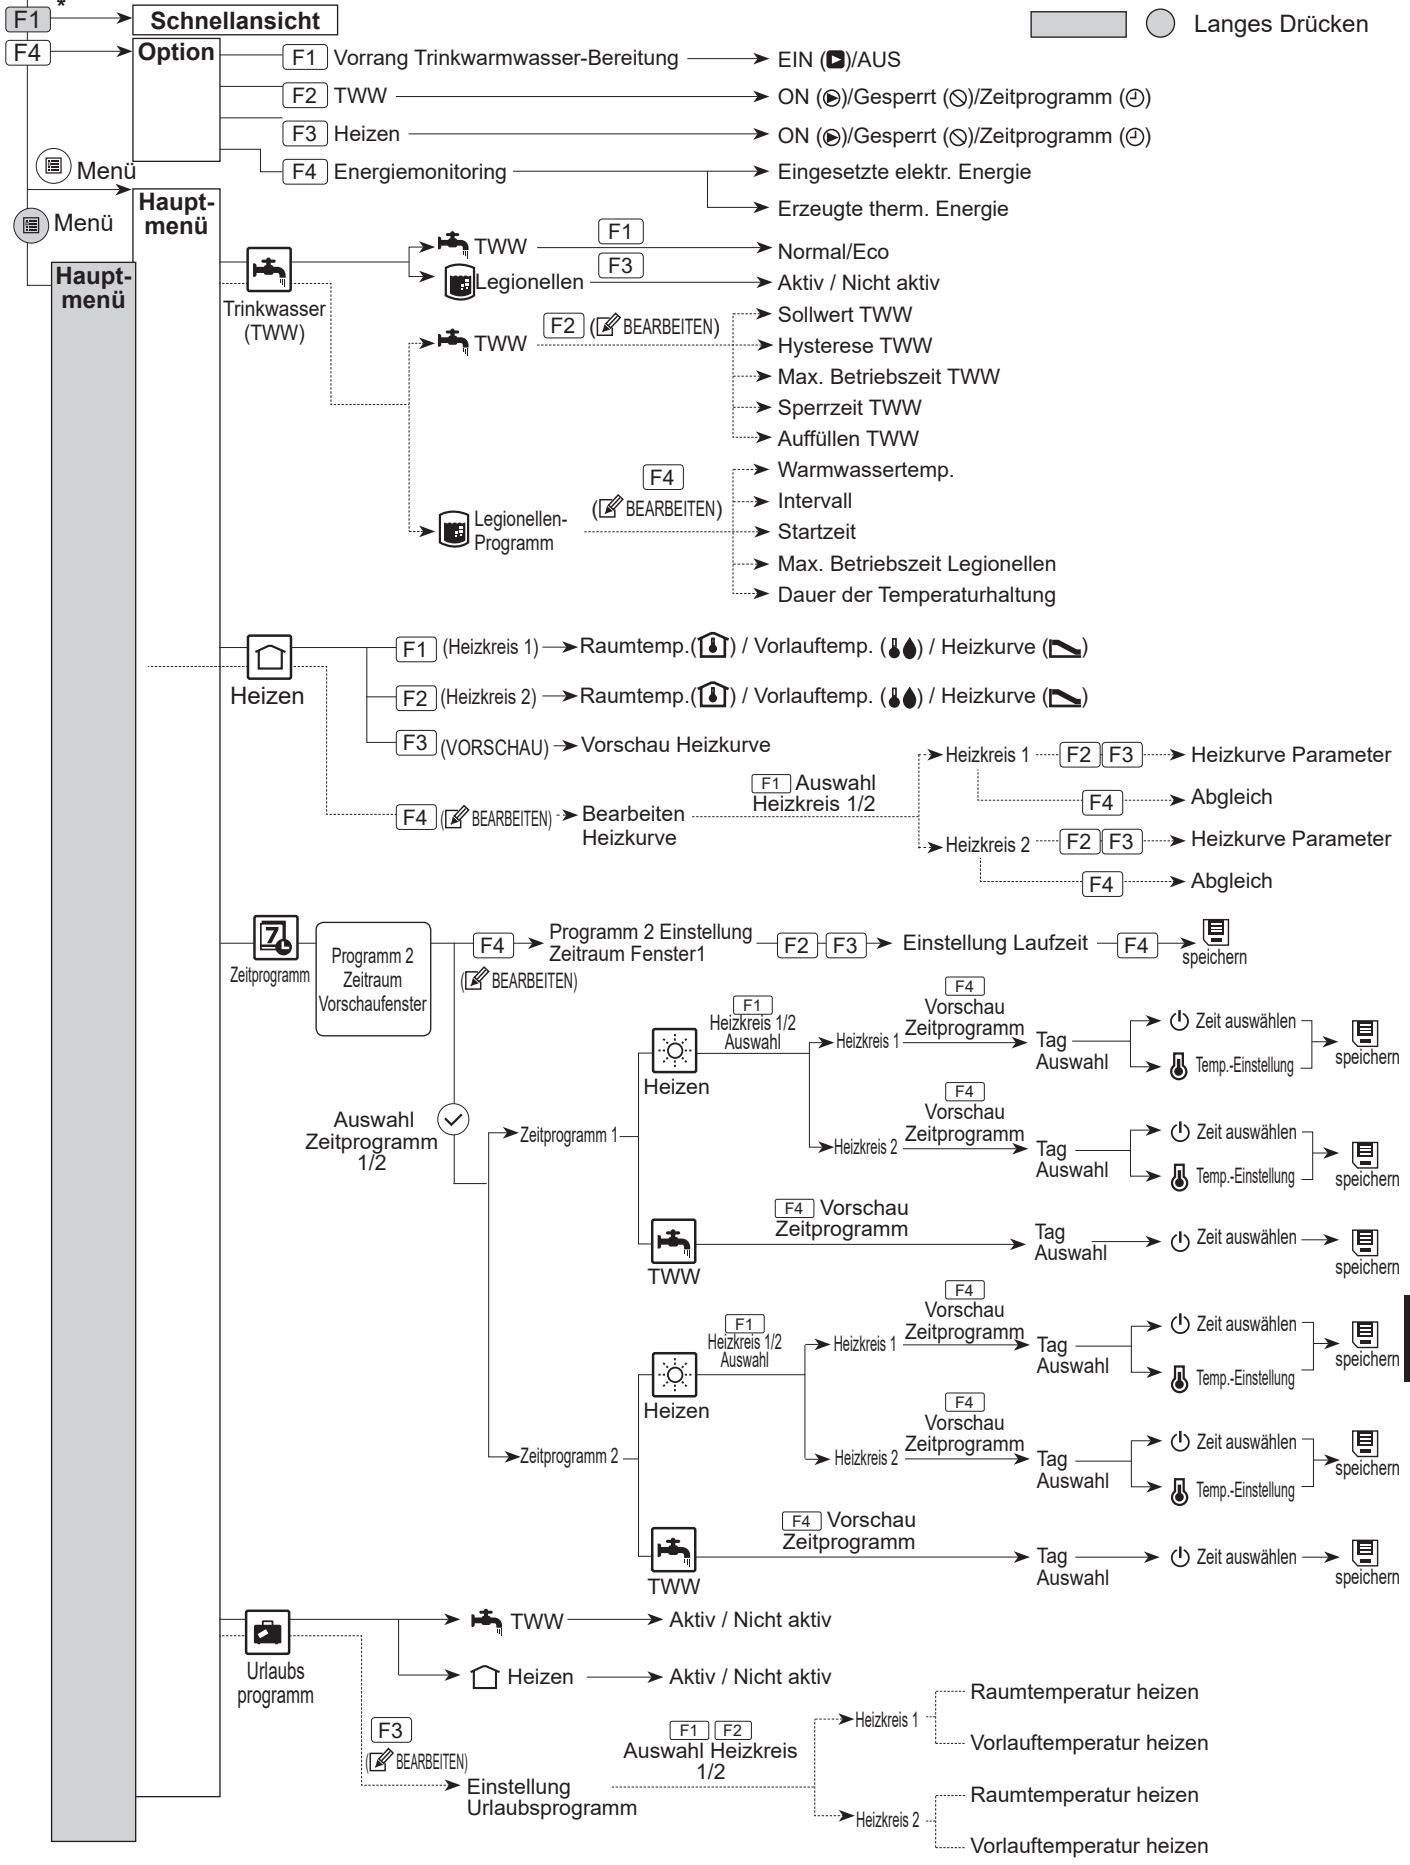 *
F1 Schnellansicht
Langes Drücken
F4 Option
F1 Vorrang Trinkwarmwasser-Bereitung EIN ()/AUS
F2 TWW ON ()/Gesperrt ()/Zeitprogramm ()
F3 Heizen ON ()/Gesperrt ()/Zeitprogramm ()
F4 Energiemonitoring Eingesetzte elektr. Energie
Erzeugte therm. Energie
Menü
Haupt-
menü
Menü
Haupt-
menü
Trinkwasser
(TWW)
TWW F1 Normal/Eco
Legionellen F3 Aktiv / Nicht aktiv
TWW F2 (BEARBEITEN)
Sollwert TWW
Hysterese TWW
Max. Betriebszeit TWW
Sperrzeit TWW
Auffüllen TWW
Legionellen-
Programm
F4
(BEARBEITEN)
Warmwassertemp.
Intervall
Startzeit
Max. Betriebszeit Legionellen
Dauer der Temperaturhaltung
Heizen
F1 (Heizkreis 1) Raumtemp.() / Vorlauftemp. () / Heizkurve ()
F2 (Heizkreis 2) Raumtemp.() / Vorlauftemp. () / Heizkurve ()
F3 (VORSCHAU) Vorschau Heizkurve
F4 (BEARBEITEN) Bearbeiten
Heizkurve
F1 Auswahl
Heizkreis 1/2
Heizkreis 1 F2 F3 Heizkurve Parameter
F4 Abgleich
Heizkreis 2 F2 F3 Heizkurve Parameter
F4 Abgleich
7
Zeitprogramm
Programm 2
Zeitraum
Vorschaufenster
F4
(BEARBEITEN)
Programm 2 Einstellung
Zeitraum Fenster1
F2 F3 Einstellung Laufzeit F4 speichern
Auswahl
Zeitprogramm
1/2
Zeitprogramm 1
Heizen
F1
Heizkreis 1/2
Auswahl
Heizkreis 1
F4
Vorschau
Zeitprogramm
Tag
Auswahl
Zeit auswählen
Temp.-Einstellung
speichern
Heizkreis 2
F4
Vorschau
Zeitprogramm
Tag
Auswahl
Zeit auswählen
Temp.-Einstellung
speichern
TWW
F4 Vorschau
Zeitprogramm
Tag
Auswahl
Zeit auswählen
speichern
Zeitprogramm 2
Heizen
F1
Heizkreis 1/2
Auswahl
Heizkreis 1
F4
Vorschau
Zeitprogramm
Tag
Auswahl
Zeit auswählen
Temp.-Einstellung
speichern
Heizkreis 2
F4
Vorschau
Zeitprogramm
Tag
Auswahl
Zeit auswählen
Temp.-Einstellung
speichern
TWW
F4 Vorschau
Zeitprogramm
Tag
Auswahl
Zeit auswählen
speichern
Urlaubs
programm
TWW Aktiv / Nicht aktiv
Heizen Aktiv / Nicht aktiv
F3
(BEARBEITEN)
Einstellung
Urlaubsprogramm
F1 F2
Auswahl Heizkreis
1/2
Heizkreis 1
Raumtemperatur heizen
Vorlauftemperatur heizen
Heizkreis 2
Raumtemperatur heizen
Vorlauftemperatur heizen